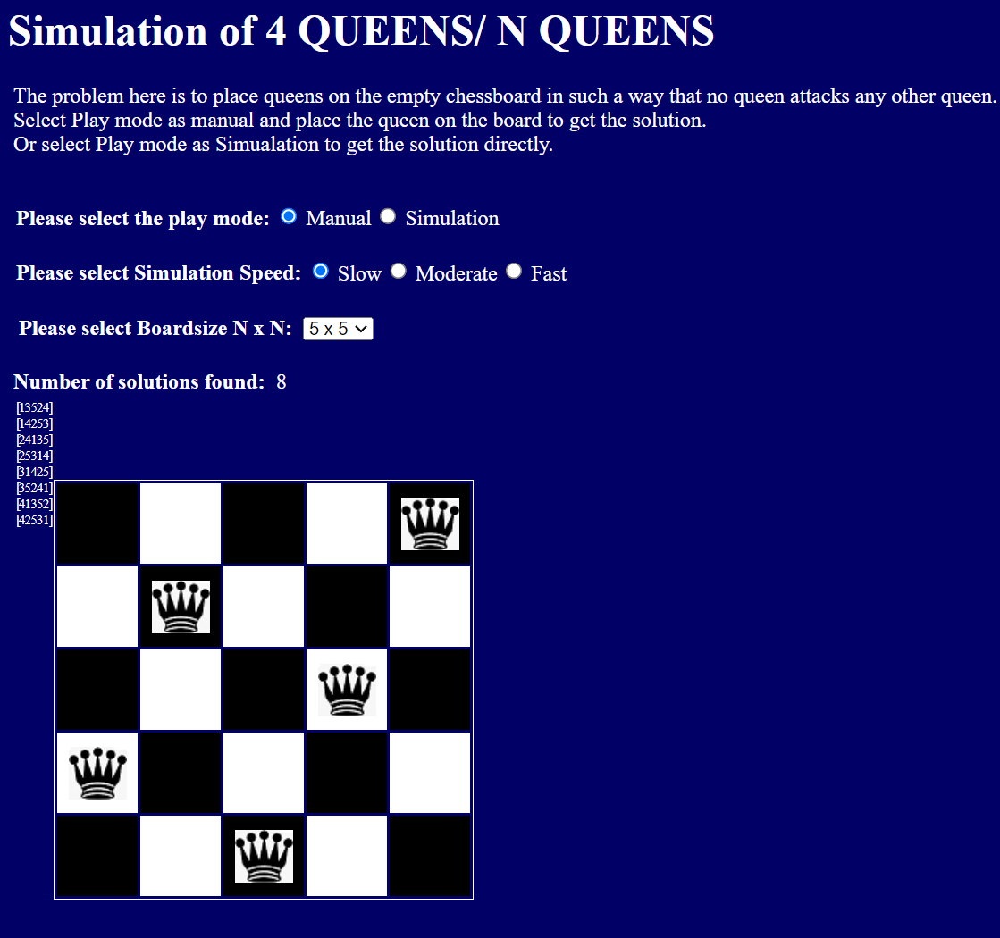 Simulation of 4 QUEENS/ N QUEENS
The problem here is to place queens on the empty chessboard in such a way that no queen attacks any other queen.
Select Play mode as manual and place the queen on the board to get the solution.
Or select Play mode as Simualation to get the solution directly.
Please select the play mode: Manual Simulation
Please select Simulation Speed: Slow Moderate Fast
Please select Boardsize N x N: 5 x 5
Number of solutions found: 8
[13524]
[14253]
[24135]
[25314]
[31425]
[35241]
[41352]
[42531]